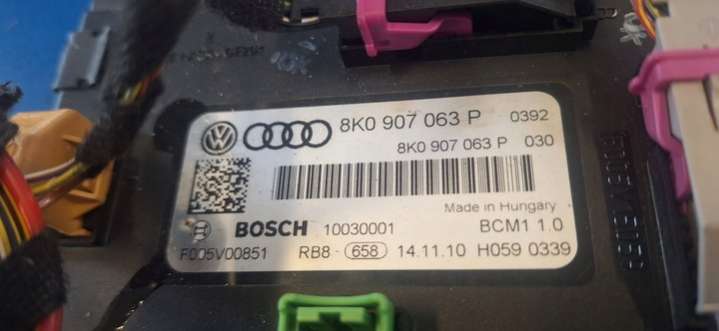 8K0 907 063 P 0392
8K0 907 063 P 030
Made in Hungary
BOSCH 10030001 BCM1 1.0
F005V00851 RB8- 658 14.11.10 H059 0339